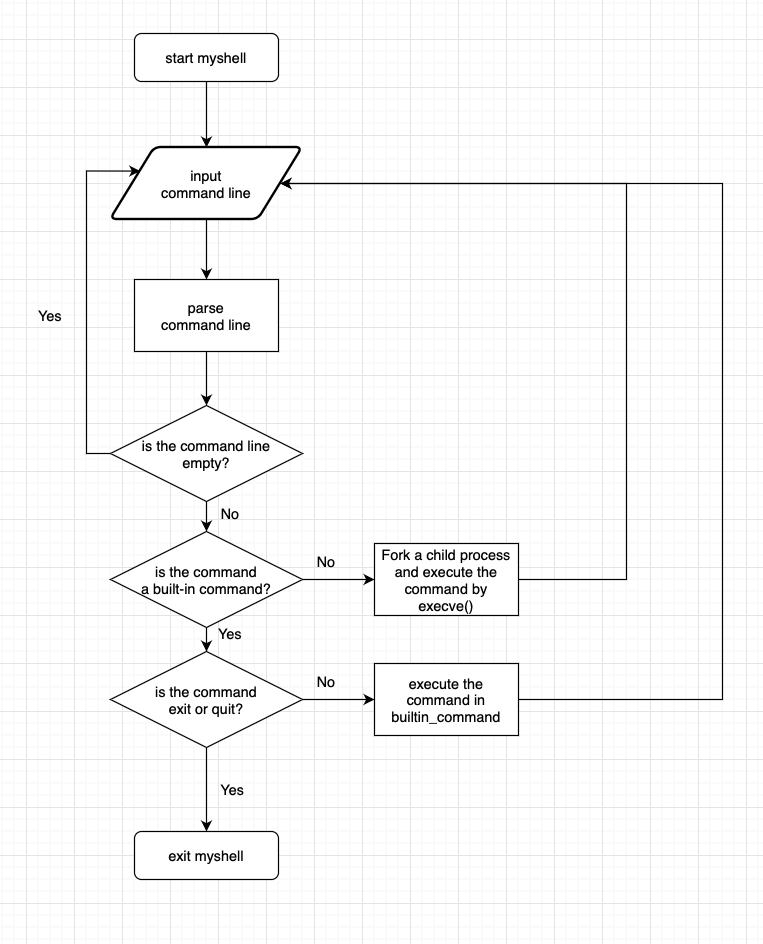 start myshell
input
command line
parse
command line
Yes
is the command line
empty?
No
is the command
a built-in command?
No
Fork a child process
and execute the
command by
execve()
Yes
is the command
exit or quit?
No
execute the
command in
builtin_command
Yes
exit myshell